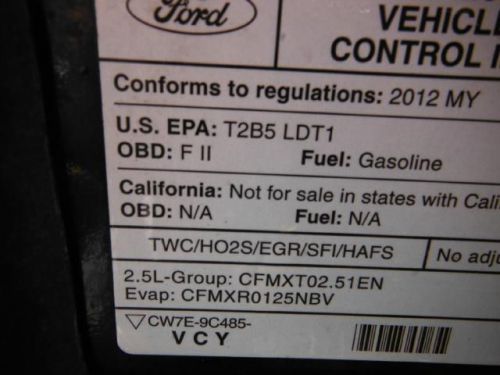 Ford
VEHICLE
CONTROL
Conforms to regulations: 2012 MY
U.S. EPA: T2B5 LDT1
OBD: F II Fuel: Gasoline
California: Not for sale in states with Cali
OBD: N/A Fuel: N/A
TWC/HO2S/EGR/SFI/HAFS No adju
2.5L-Group: CFMXT02.51EN
Evap: CFMXR0125NBV
CW7E-9C485-
VCY